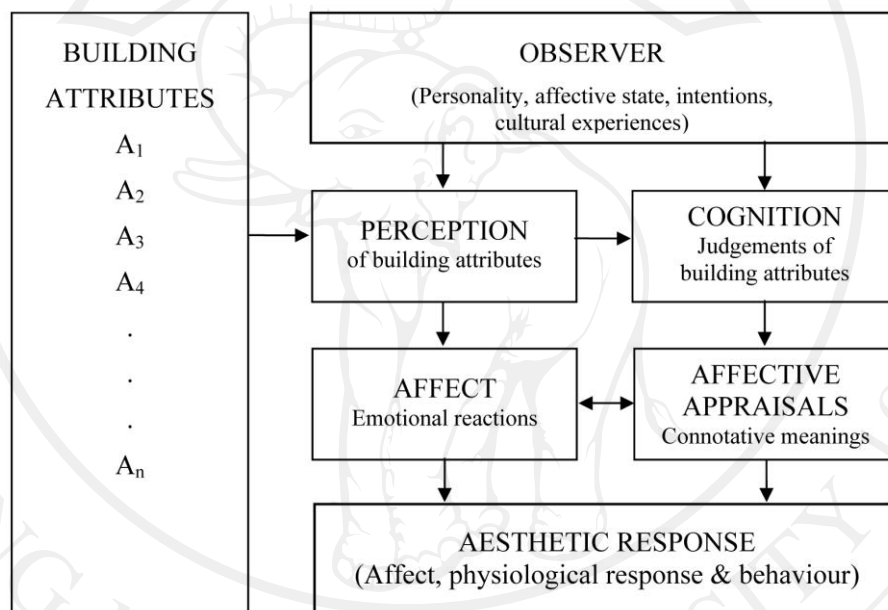 BUILDING
ATTRIBUTES
A₁
A₂
A₃
A₄
.
.
.
Aₙ
OBSERVER
(Personality, affective state, intentions,
cultural experiences)
PERCEPTION
of building attributes
COGNITION
Judgements of
building attributes
AFFECT
Emotional reactions
AFFECTIVE
APPRAISALS
Connotative meanings
AESTHETIC RESPONSE
(Affect, physiological response & behaviour)